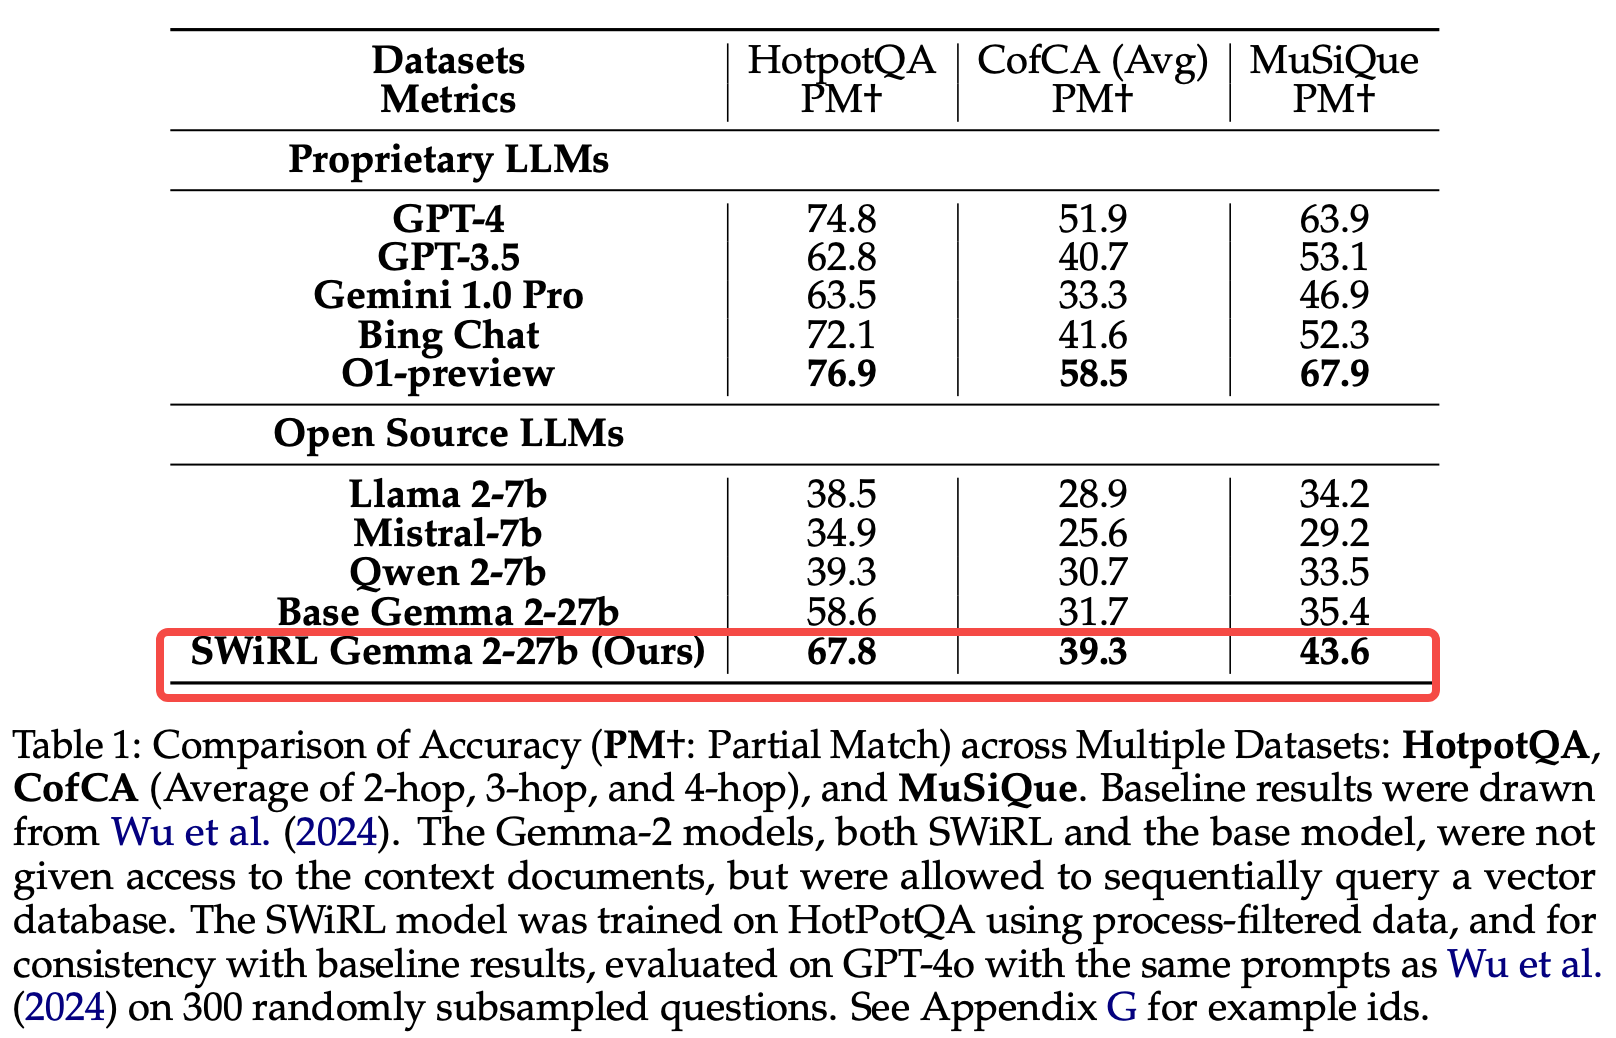 Datasets HotpotQA CofCA (Avg) MuSiQue
Metrics PM† PM† PM†
Proprietary LLMs
GPT-4 74.8 51.9 63.9
GPT-3.5 62.8 40.7 53.1
Gemini 1.0 Pro 63.5 33.3 46.9
Bing Chat 72.1 41.6 52.3
O1-preview 76.9 58.5 67.9
Open Source LLMs
Llama 2-7b 38.5 28.9 34.2
Mistral-7b 34.9 25.6 29.2
Qwen 2-7b 39.3 30.7 33.5
Base Gemma 2-27b 58.6 31.7 35.4
SWiRL Gemma 2-27b (Ours) 67.8 39.3 43.6
Table 1: Comparison of Accuracy (PM†: Partial Match) across Multiple Datasets: HotpotQA,
CofCA (Average of 2-hop, 3-hop, and 4-hop), and MuSiQue. Baseline results were drawn
from Wu et al. (2024). The Gemma-2 models, both SWiRL and the base model, were not
given access to the context documents, but were allowed to sequentially query a vector
database. The SWiRL model was trained on HotPotQA using process-filtered data, and for
consistency with baseline results, evaluated on GPT-4o with the same prompts as Wu et al.
(2024) on 300 randomly subsampled questions. See Appendix G for example ids.